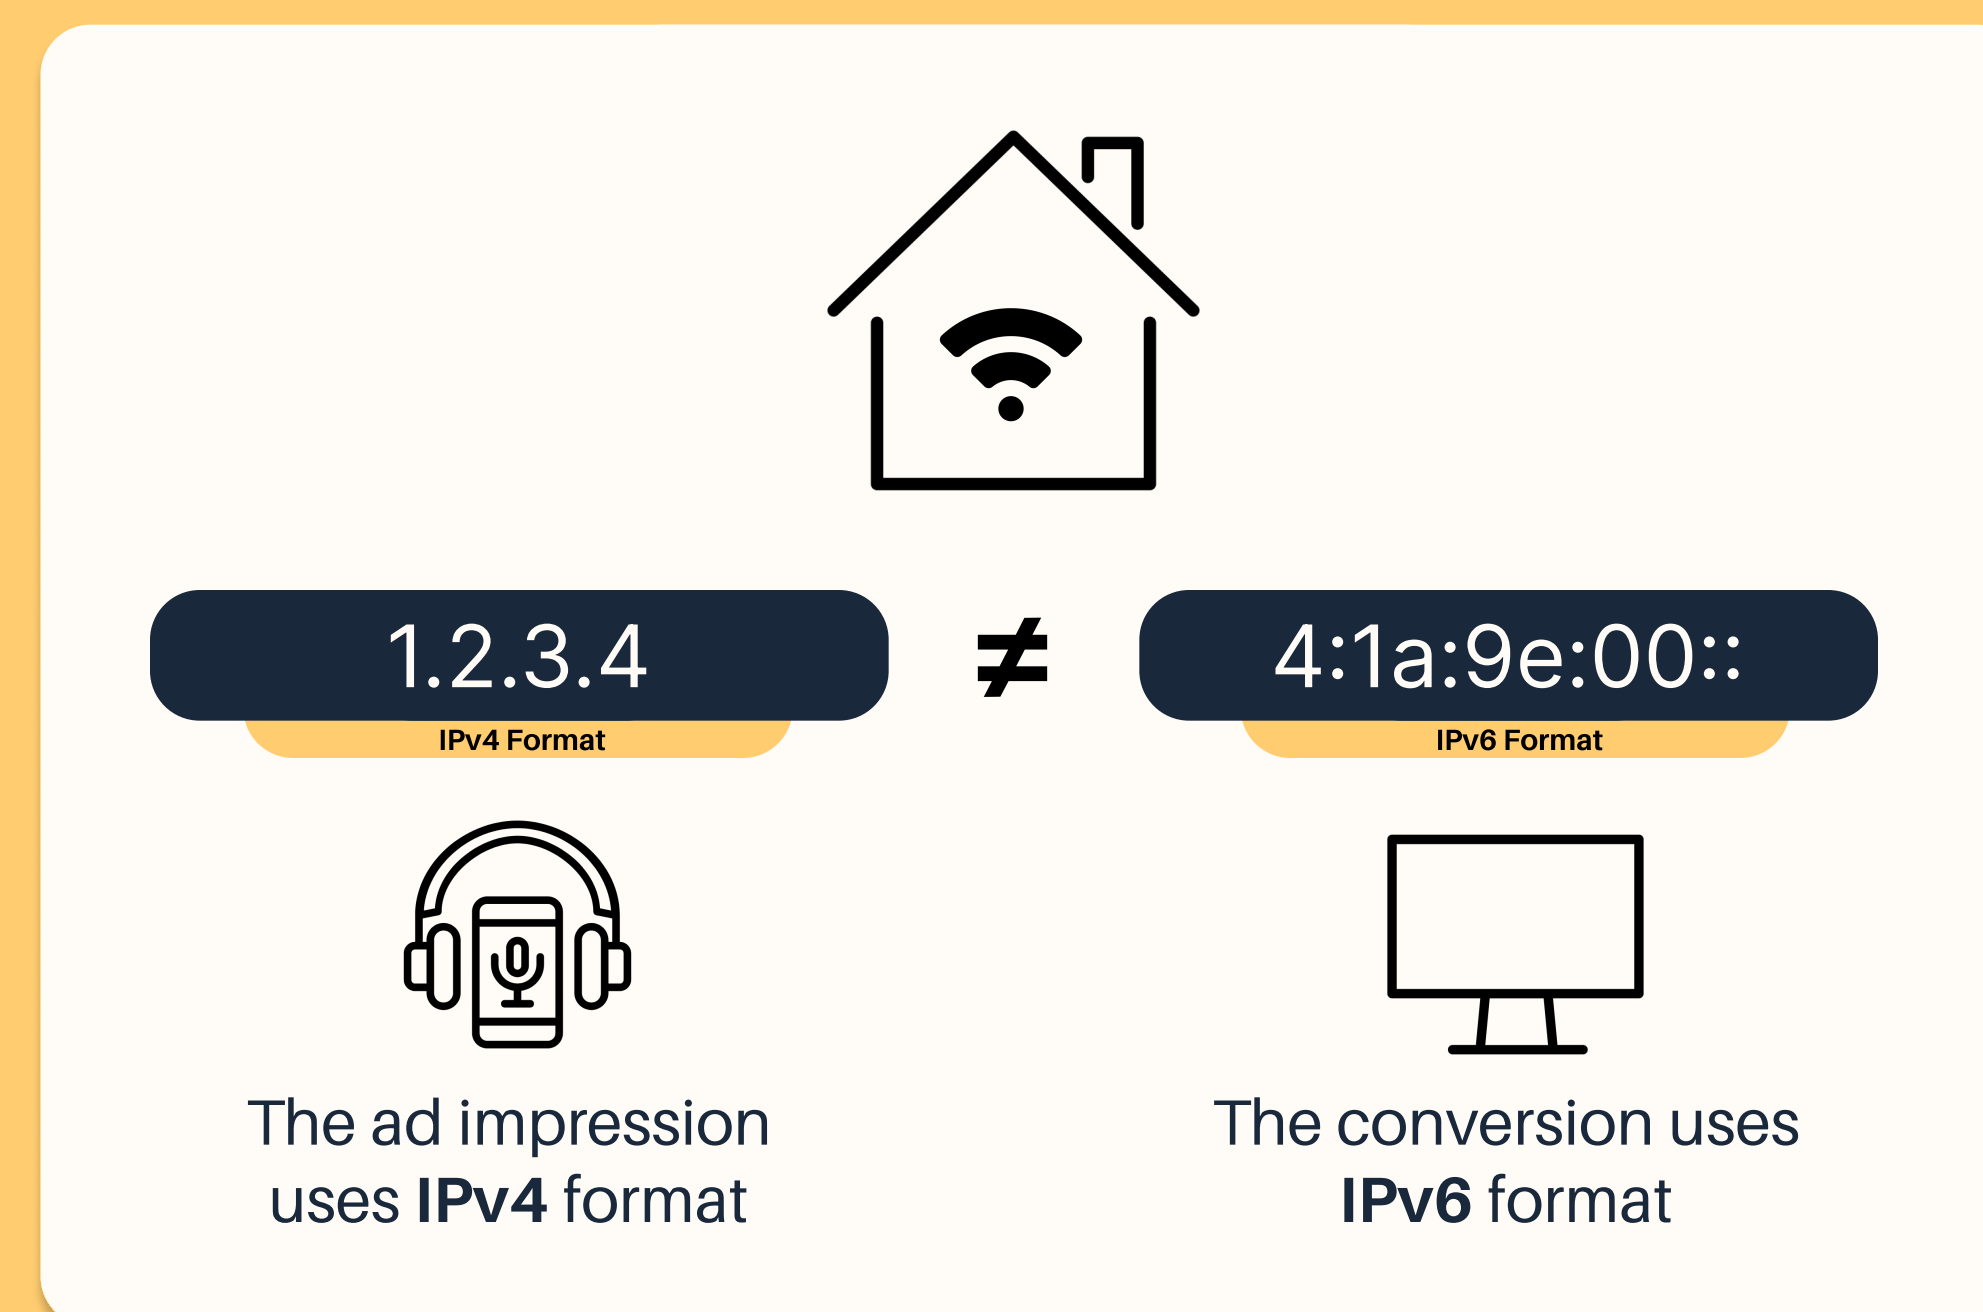 1.2.3.4
≠
4:1a:9e:00::
IPv4 Format
IPv6 Format
The ad impression
uses IPv4 format
The conversion uses
IPv6 format